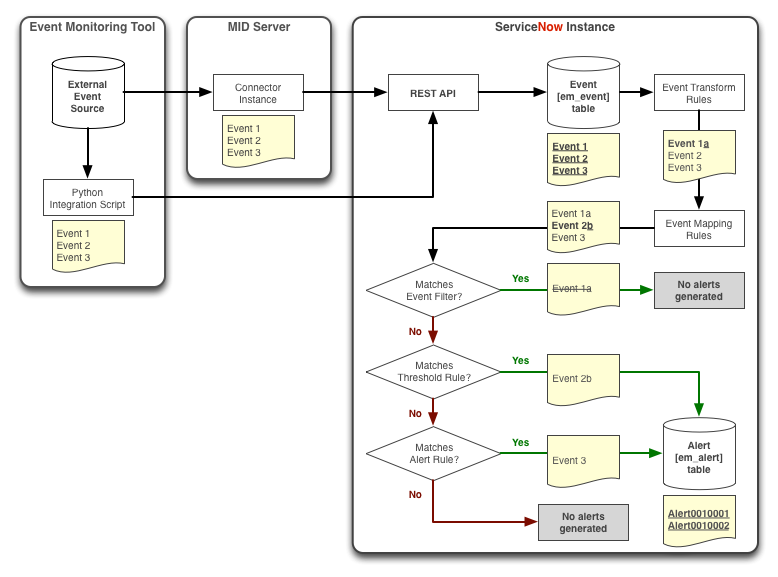 Event Monitoring Tool
External
Event
Source
Python
Integration Script
Event 1
Event 2
Event 3
MID Server
Connector
Instance
Event 1
Event 2
Event 3
ServiceNow Instance
REST API
Event
[em_event]
table
Event 1
Event 2
Event 3
Event Transform
Rules
Event 1a
Event 2
Event 3
Event Mapping
Rules
Event 1a
Event 2b
Event 3
Matches
Event Filter?
Yes
Event 1a
No alerts
generated
No
Matches
Threshold Rule?
Yes
Event 2b
No
Matches
Alert Rule?
Yes
Event 3
Alert
[em_alert]
table
Alert0010001
Alert0010002
No
No alerts
generated